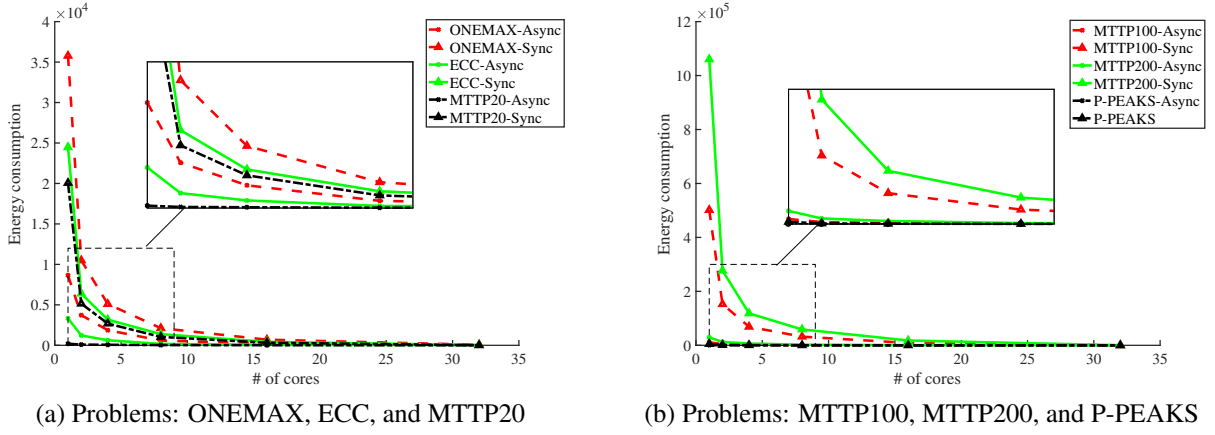 4 ×10^4
3.5
3
2.5
2
1.5
1
0.5
0
0 5 10 15 20 25 30 35
Energy consumption
# of cores
ONEMAX-Async
ONEMAX-Sync
ECC-Async
ECC-Sync
MTTP20-Async
MTTP20-Sync
(a) Problems: ONEMAX, ECC, and MTTP20
12 ×10^5
10
8
6
4
2
0
0 5 10 15 20 25 30 35
Energy consumption
# of cores
MTTP100-Async
MTTP100-Sync
MTTP200-Async
MTTP200-Sync
P-PEAKS-Async
P-PEAKS
(b) Problems: MTTP100, MTTP200, and P-PEAKS